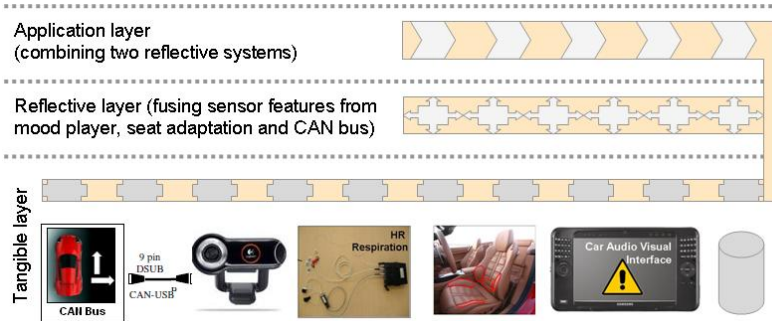 Application layer
(combining two reflective systems)
Reflective layer (fusing sensor features from
mood player, seat adaptation and CAN bus)
Tangible layer
CAN Bus
9 pin
DSUB
CAN-USB
HR
Respiration
Car Audio Visual
Interface
SAMSUNG